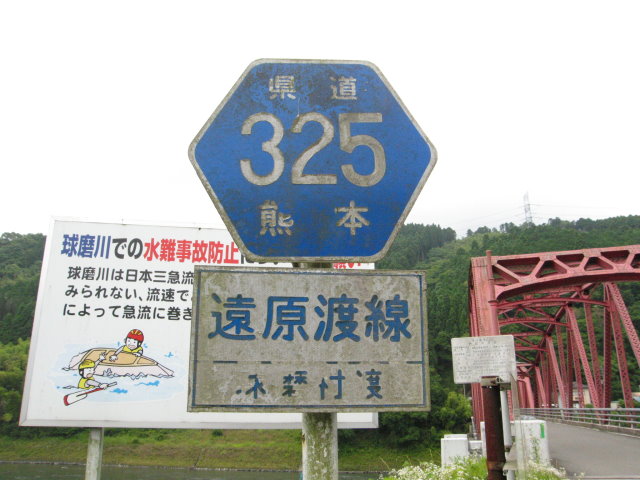 県道
325
熊本
遠原渡線
球磨川での水難事故防止
球磨川は日本三急流
みられない、流速で
によって急流に巻き